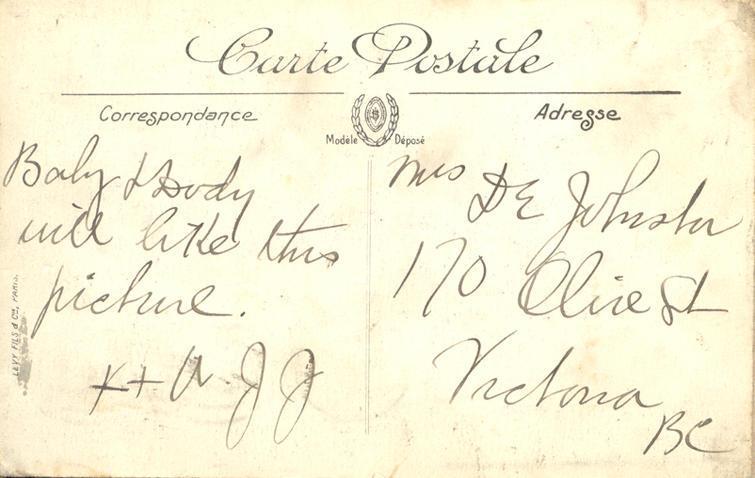 Carte Postale
Correspondance
Adresse
Modèle Déposé
Baby & Dody
will like this
picture.
x + A. J J
LEVY FILS & Cie, PARIS.
Mrs DE Johnston
170 Olive St
Victoria
BC